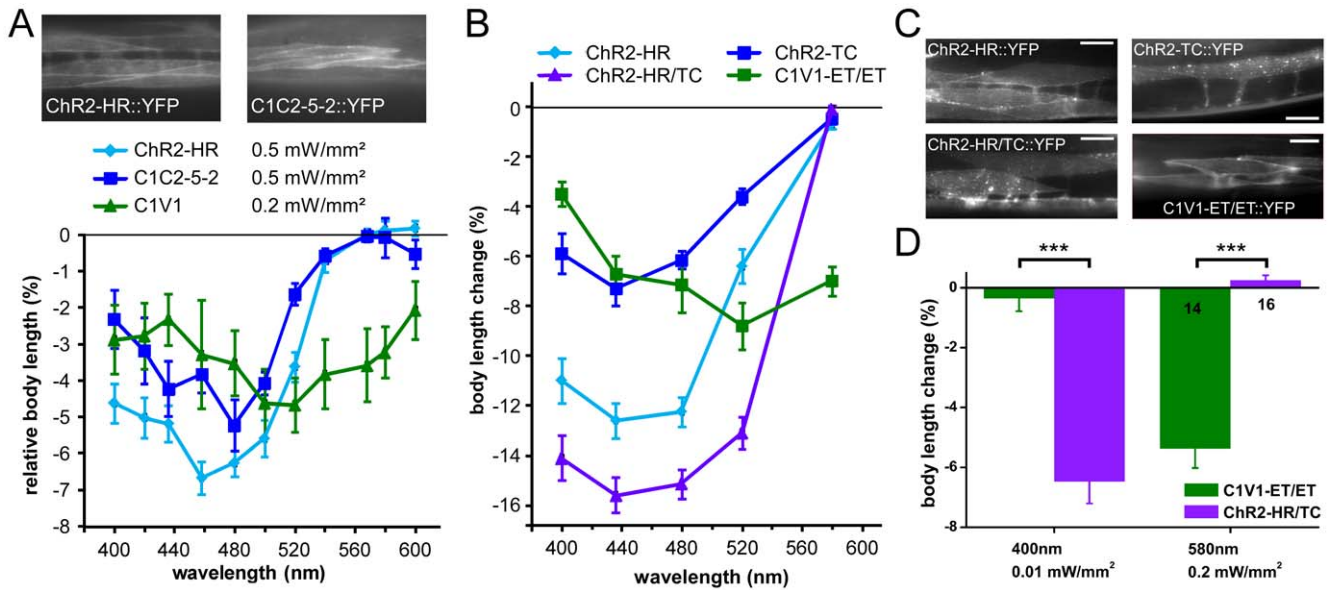 A
ChR2-HR::YFP
C1C2-5-2::YFP
ChR2-HR 0.5 mW/mm²
C1C2-5-2 0.5 mW/mm²
C1V1 0.2 mW/mm²
relative body length (%)
0
-1
-2
-3
-4
-5
-6
-7
-8
400 440 480 520 560 600
wavelength (nm)
B
ChR2-HR ChR2-TC
ChR2-HR/TC C1V1-ET/ET
body length change (%)
0
-2
-4
-6
-8
-10
-12
-14
-16
400 440 480 520 560 600
wavelength (nm)
C
ChR2-HR::YFP
ChR2-TC::YFP
ChR2-HR/TC::YFP
C1V1-ET/ET::YFP
D
*** ***
body length change (%)
0
-2
-4
-6
-8
14 16
C1V1-ET/ET
ChR2-HR/TC
400nm 580nm
0.01 mW/mm² 0.2 mW/mm²